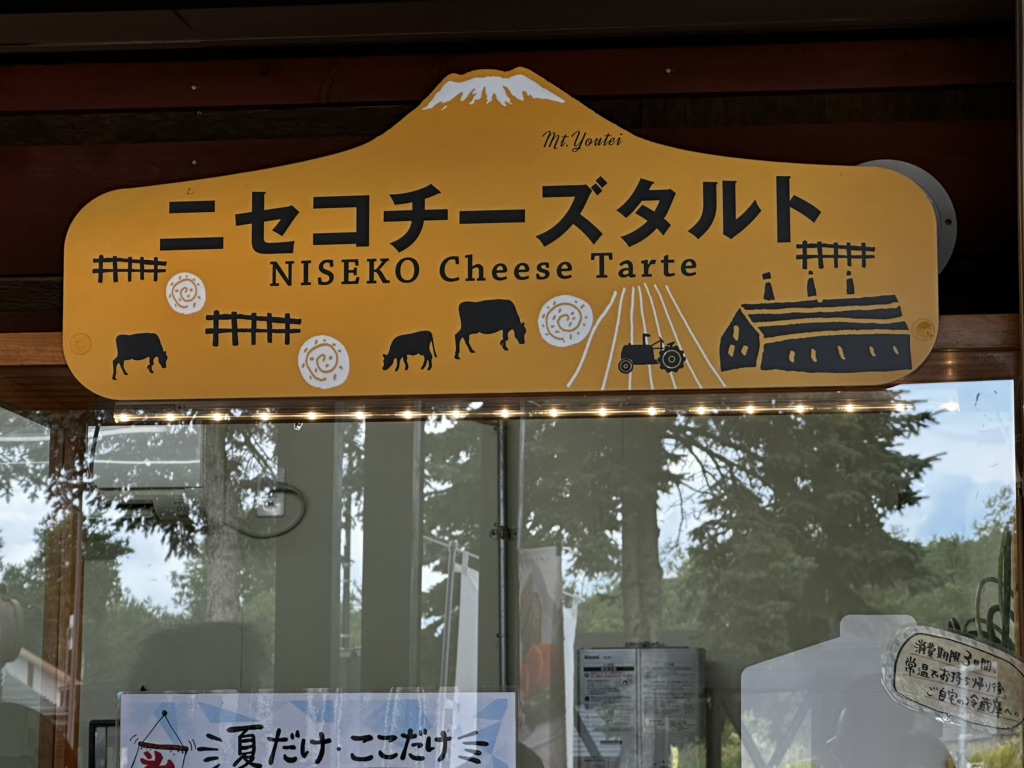 Mt.Youtei
ニセコチーズタルト
NISEKO Cheese Tarte
消費期限3日間
常温でお持ち帰り後
ご自宅の冷蔵庫へ。
夏だけ・ここだけ